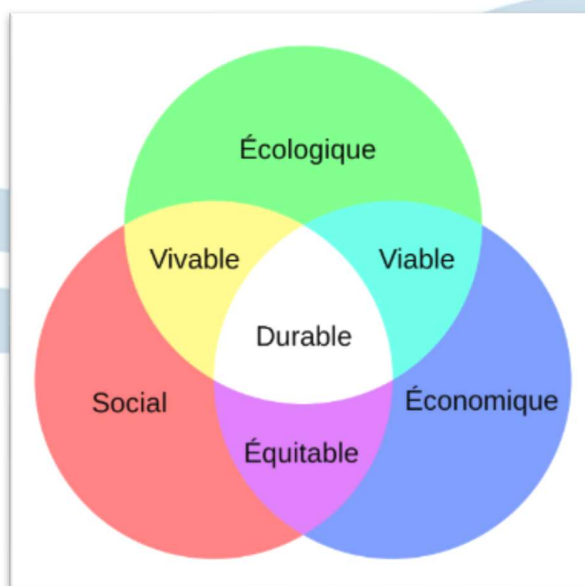 Écologique
Vivable
Viable
Durable
Social
Économique
Équitable